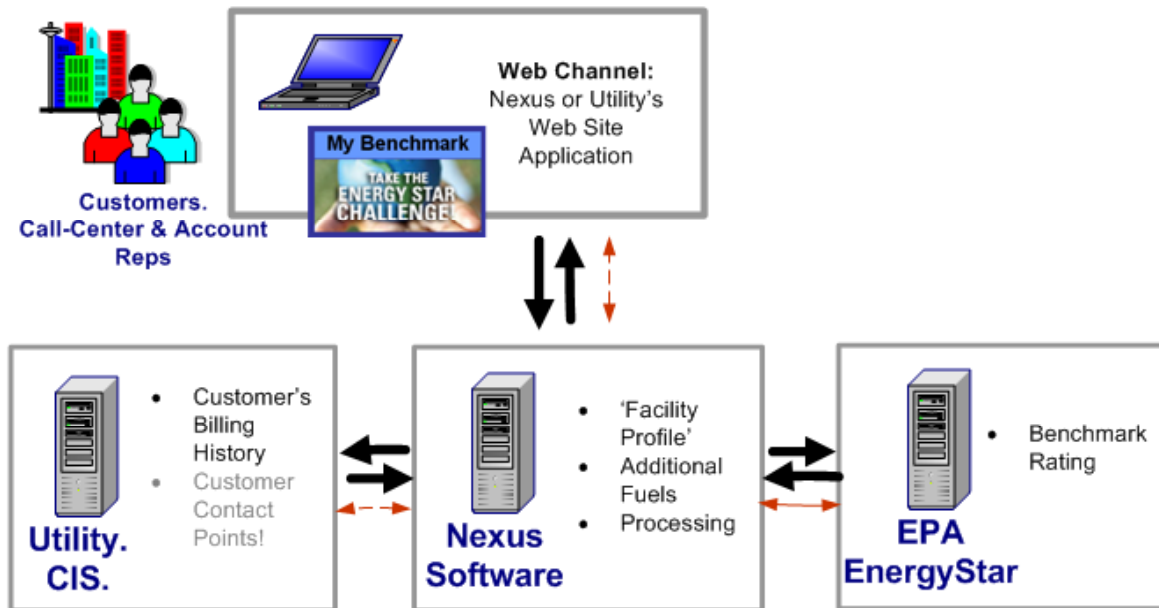 Web Channel:
Nexus or Utility's
Web Site
Application
My Benchmark
TAKE THE
ENERGY STAR
CHALLENGE!
Customers.
Call-Center & Account
Reps
• Customer's
Billing
History
• Customer
Contact
Points!
Utility.
CIS.
• ‘Facility
Profile’
• Additional
Fuels
• Processing
Nexus
Software
• Benchmark
Rating
EPA
EnergyStar